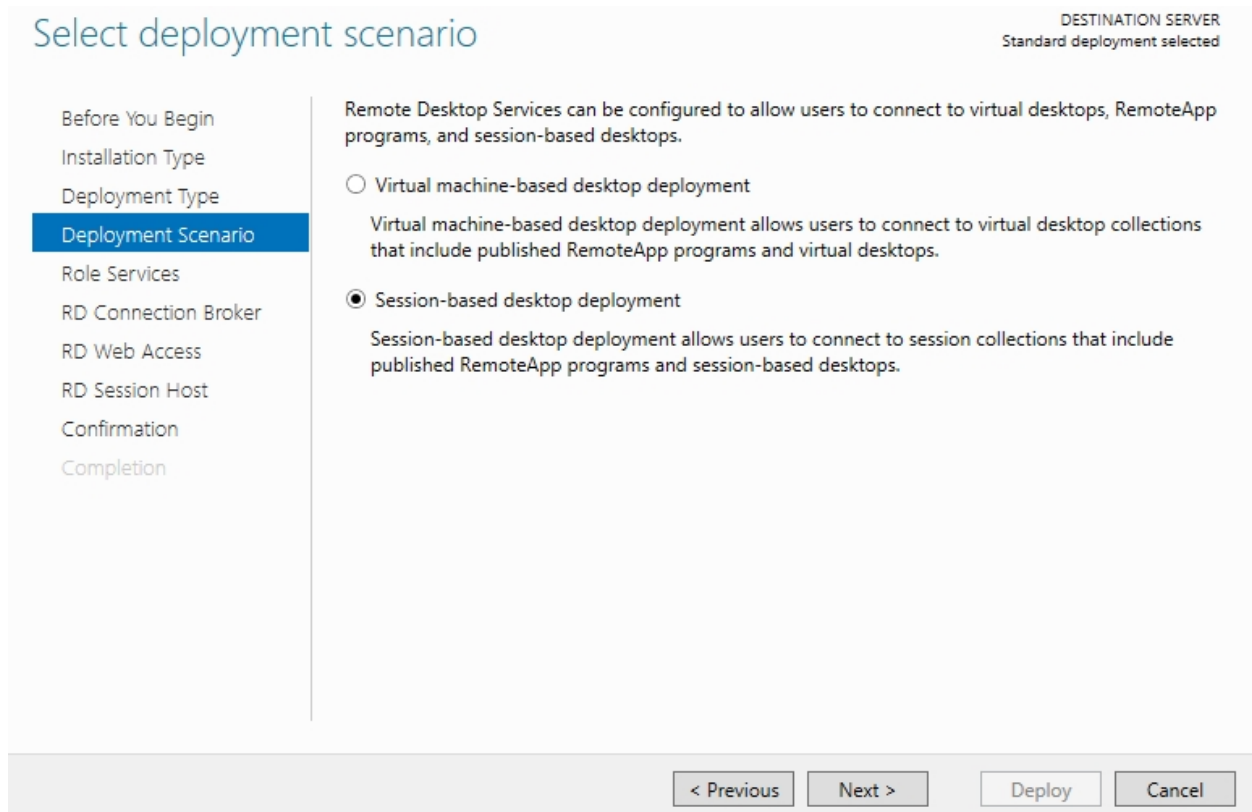 Select deployment scenario
DESTINATION SERVER
Standard deployment selected
Before You Begin
Installation Type
Deployment Type
Deployment Scenario
Role Services
RD Connection Broker
RD Web Access
RD Session Host
Confirmation
Completion
Remote Desktop Services can be configured to allow users to connect to virtual desktops, RemoteApp
programs, and session-based desktops.
Virtual machine-based desktop deployment
Virtual machine-based desktop deployment allows users to connect to virtual desktop collections
that include published RemoteApp programs and virtual desktops.
Session-based desktop deployment
Session-based desktop deployment allows users to connect to session collections that include
published RemoteApp programs and session-based desktops.
< Previous
Next >
Deploy
Cancel